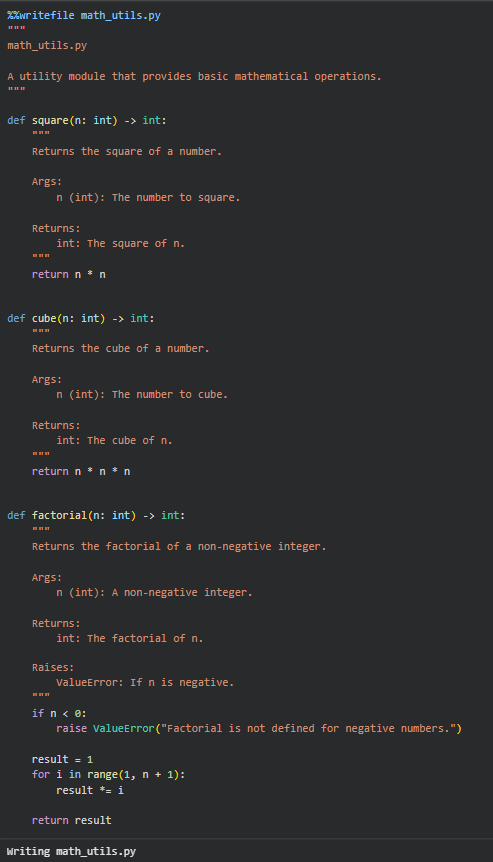 %%writefile math_utils.py
"""
math_utils.py

A utility module that provides basic mathematical operations.
"""

def square(n: int) -> int:
    """
    Returns the square of a number.

    Args:
        n (int): The number to square.

    Returns:
        int: The square of n.
    """
    return n * n


def cube(n: int) -> int:
    """
    Returns the cube of a number.

    Args:
        n (int): The number to cube.

    Returns:
        int: The cube of n.
    """
    return n * n * n


def factorial(n: int) -> int:
    """
    Returns the factorial of a non-negative integer.

    Args:
        n (int): A non-negative integer.

    Returns:
        int: The factorial of n.

    Raises:
        ValueError: If n is negative.
    """
    if n < 0:
        raise ValueError("Factorial is not defined for negative numbers.")

    result = 1
    for i in range(1, n + 1):
        result *= i

    return result
Writing math_utils.py